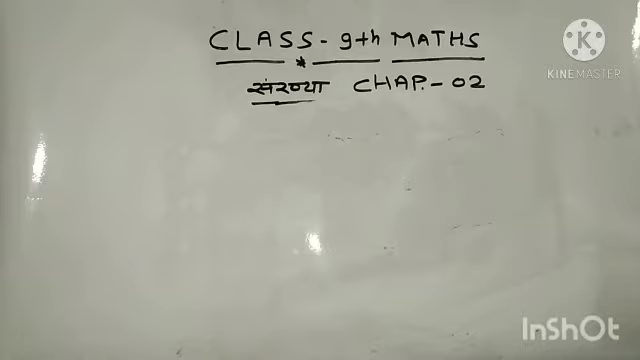 CLASS - 9th MATHS
संख्या CHAP. - 02
K
KINEMASTER
InShOt